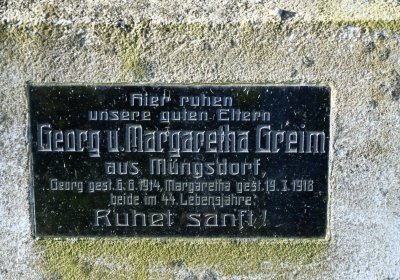 Hier ruhen
unsere guten Eltern
Georg u. Margaretha Greim
aus Müngsdorf,
Georg gest. 6.6.1914, Margaretha gest. 19.I.1918
beide im 44. Lebensjahre.
Ruhet sanft!